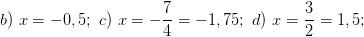 b) x = −0,5; c) x = −7/4 = −1,75; d) x = 3/2 = 1,5;